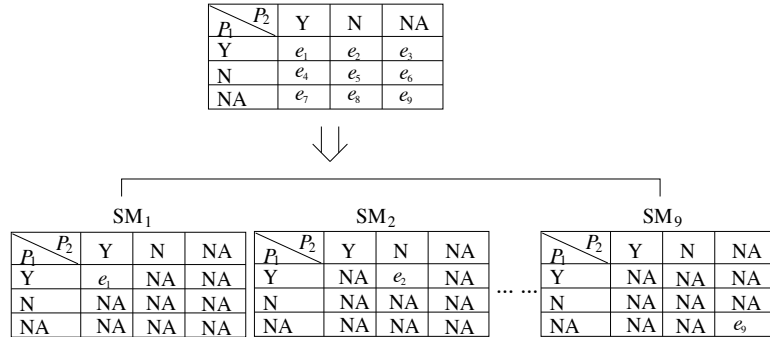 P₁ P₂ Y N NA
Y e₁ e₂ e₃
N e₄ e₅ e₆
NA e₇ e₈ e₉
SM₁ SM₂ SM₉
P₁ P₂ Y N NA P₁ P₂ Y N NA P₁ P₂ Y N NA
Y e₁ NA NA Y NA e₂ NA Y NA NA NA
N NA NA NA N NA NA NA ... ... N NA NA NA
NA NA NA NA NA NA NA NA NA NA NA e₉